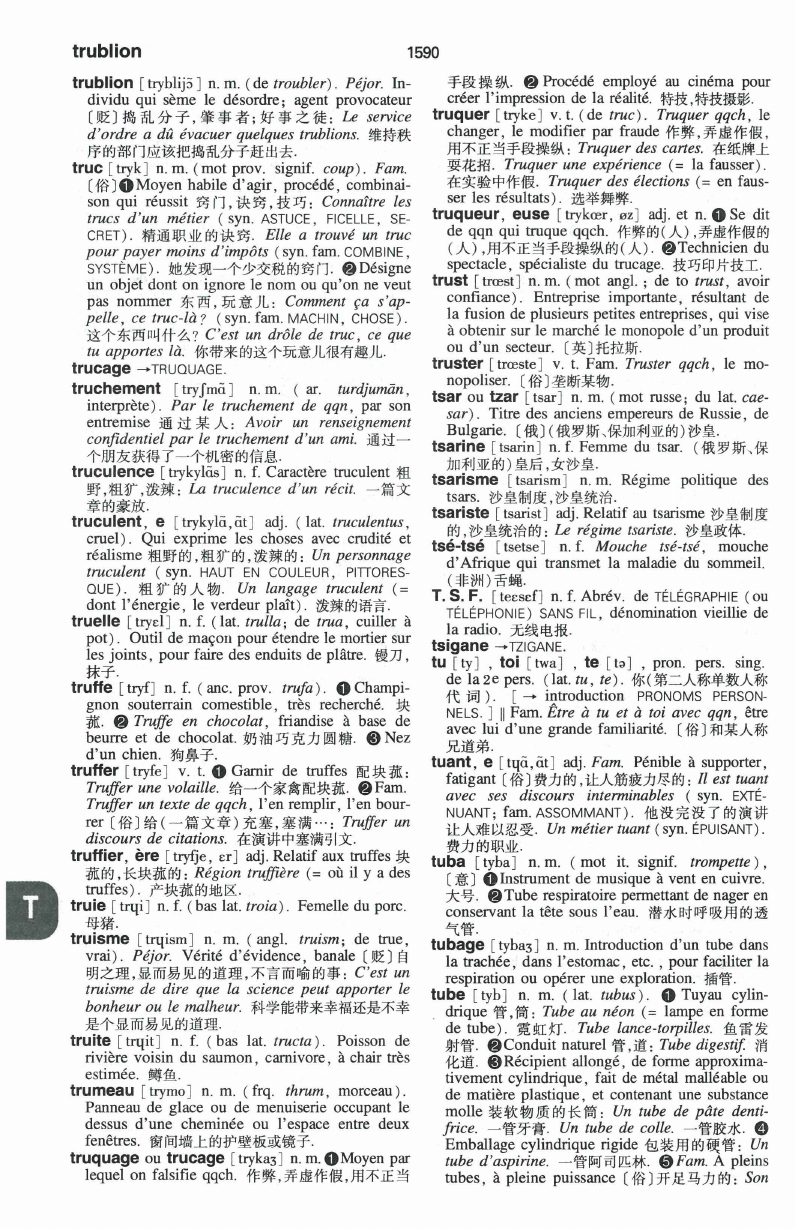 trublion
1590
trublion [tryblijɔ̃] n. m. (de troubler). Péjor. In-
dividu qui sème le désordre; agent provocateur
〔贬〕捣乱分子,肇事者;好事之徒: Le service
d'ordre a dû évacuer quelques trublions. 维持秩
序的部门应该把捣乱分子赶出去.
truc [tryk] n. m. (mot prov. signif. coup). Fam.
〔俗〕❶Moyen habile d'agir, procédé, combinai-
son qui réussit 窍门,诀窍,技巧: Connaître les
trucs d'un métier (syn. ASTUCE, FICELLE, SE-
CRET). 精通职业的诀窍. Elle a trouvé un truc
pour payer moins d'impôts (syn. fam. COMBINE,
SYSTÈME). 她发现一个少交税的窍门. ❷Désigne
un objet dont on ignore le nom ou qu'on ne veut
pas nommer 东西,玩意儿: Comment ça s'ap-
pelle, ce truc-là? (syn. fam. MACHIN, CHOSE).
这个东西叫什么? C'est un drôle de truc, ce que
tu apportes là. 你带来的这个玩意儿很有趣儿.
trucage →TRUQUAGE.
truchement [tryʃmɑ̃] n. m. (ar. turdjumān,
interprète). Par le truchement de qqn, par son
entremise 通过某人: Avoir un renseignement
confidentiel par le truchement d'un ami. 通过一
个朋友获得了一个机密的信息.
truculence [trykylɑ̃s] n. f. Caractère truculent 粗
野,粗犷,泼辣: La truculence d'un récit. 一篇文
章的豪放.
truculent, e [trykylɑ̃,ɑ̃t] adj. (lat. truculentus,
cruel). Qui exprime les choses avec crudité et
réalisme 粗野的,粗犷的,泼辣的: Un personnage
truculent (syn. HAUT EN COULEUR, PITTORES-
QUE). 粗犷的人物. Un langage truculent (=
dont l'énergie, le verdeur plaît). 泼辣的语言.
truelle [tryɛl] n. f. (lat. trulla; de trua, cuiller à
pot). Outil de maçon pour étendre le mortier sur
les joints, pour faire des enduits de plâtre. 镘刀,
抹子.
truffe [tryf] n. f. (anc. prov. trufa). ❶Champi-
gnon souterrain comestible, très recherché. 块
菰. ❷ Truffe en chocolat, friandise à base de
beurre et de chocolat. 奶油巧克力圆糖. ❸Nez
d'un chien. 狗鼻子.
truffer [tryfe] v. t. ❶ Garnir de truffes 配块菰:
Truffer une volaille. 给一个家禽配块菰. ❷Fam.
Truffer un texte de qqch, l'en remplir, l'en bour-
rer〔俗〕给(一篇文章)充塞,塞满…: Truffer un
discours de citations. 在演讲中塞满引文.
truffier, ère [tryfje, ɛr] adj. Relatif aux truffes 块
菰的,长块菰的: Région truffière (= où il y a des
truffes). 产块菰的地区.
truie [trɥi] n. f. (bas lat. troia). Femelle du porc.
母猪.
truisme [trɥism] n. m. (angl. truism; de true,
vrai). Péjor. Vérité d'évidence, banale〔贬〕自
明之理,显而易见的道理,不言而喻的事: C'est un
truisme de dire que la science peut apporter le
bonheur ou le malheur. 科学能带来幸福还是不幸
是个显而易见的道理.
truite [trɥit] n. f. (bas lat. tructa). Poisson de
rivière voisin du saumon, carnivore, à chair très
estimée. 鳟鱼.
trumeau [trymo] n. m. (frq. thrum, morceau).
Panneau de glace ou de menuiserie occupant le
dessus d'une cheminée ou l'espace entre deux
fenêtres. 窗间墙上的护壁板或镜子.
truquage ou trucage [trykaʒ] n. m. ❶Moyen par
lequel on falsifie qqch. 作弊,弄虚作假,用不正当
手段操纵. ❷ Procédé employé au cinéma pour
créer l'impression de la réalité. 特技,特技摄影.
truquer [tryke] v. t. (de truc). Truquer qqch, le
changer, le modifier par fraude 作弊,弄虚作假,
用不正当手段操纵: Truquer des cartes. 在纸牌上
耍花招. Truquer une expérience (= la fausser).
在实验中作假. Truquer des élections (= en faus-
ser les résultats). 选举舞弊.
truqueur, euse [trykœr, øz] adj. et n. ❶ Se dit
de qqn qui truque qqch. 作弊的(人),弄虚作假的
(人),用不正当手段操纵的(人). ❷Technicien du
spectacle, spécialiste du trucage. 技巧印片技工.
trust [trœst] n. m. (mot angl.; de to trust, avoir
confiance). Entreprise importante, résultant de
la fusion de plusieurs petites entreprises, qui vise
à obtenir sur le marché le monopole d'un produit
ou d'un secteur. 〔英〕托拉斯.
truster [trœste] v. t. Fam. Truster qqch, le mo-
nopoliser. 〔俗〕垄断某物.
tsar ou tzar [tsar] n. m. (mot russe; du lat. cae-
sar). Titre des anciens empereurs de Russie, de
Bulgarie. 〔俄〕(俄罗斯、保加利亚的)沙皇.
tsarine [tsarin] n. f. Femme du tsar. (俄罗斯、保
加利亚的)皇后,女沙皇.
tsarisme [tsarism] n. m. Régime politique des
tsars. 沙皇制度,沙皇统治.
tsariste [tsarist] adj. Relatif au tsarisme 沙皇制度
的,沙皇统治的: Le régime tsariste. 沙皇政体.
tsé-tsé [tsetse] n. f. Mouche tsé-tsé, mouche
d'Afrique qui transmet la maladie du sommeil.
(非洲)舌蝇.
T. S. F. [teɛsɛf] n. f. Abrév. de TÉLÉGRAPHIE (ou
TÉLÉPHONIE) SANS FIL, dénomination vieillie de
la radio. 无线电报.
tsigane →TZIGANE.
tu [ty], toi [twa], te [tə], pron. pers. sing.
de la 2e pers. (lat. tu, te). 你(第二人称单数人称
代词). [→ introduction PRONOMS PERSON-
NELS.] ‖ Fam. Être à tu et à toi avec qqn, être
avec lui d'une grande familiarité. 〔俗〕和某人称
兄道弟.
tuant, e [tɥɑ̃,ɑ̃t] adj. Fam. Pénible à supporter,
fatigant〔俗〕费力的,让人筋疲力尽的: Il est tuant
avec ses discours interminables (syn. EXTÉ-
NUANT; fam. ASSOMMANT). 他没完没了的演讲
让人难以忍受. Un métier tuant (syn. ÉPUISANT).
费力的职业.
tuba [tyba] n. m. (mot it. signif. trompette),
〔意〕❶Instrument de musique à vent en cuivre.
大号. ❷Tube respiratoire permettant de nager en
conservant la tête sous l'eau. 潜水时呼吸用的透
气管.
tubage [tybaʒ] n. m. Introduction d'un tube dans
la trachée, dans l'estomac, etc., pour faciliter la
respiration ou opérer une exploration. 插管.
tube [tyb] n. m. (lat. tubus). ❶ Tuyau cylin-
drique 管,筒: Tube au néon (= lampe en forme
de tube). 霓虹灯. Tube lance-torpilles. 鱼雷发
射管. ❷Conduit naturel 管,道: Tube digestif. 消
化道. ❸Récipient allongé, de forme approxima-
tivement cylindrique, fait de métal malléable ou
de matière plastique, et contenant une substance
molle 装软物质的长筒: Un tube de pâte denti-
frice. 一管牙膏. Un tube de colle. 一管胶水. ❹
Emballage cylindrique rigide 包装用的硬管: Un
tube d'aspirine. 一管阿司匹林. ❺Fam. À pleins
tubes, à pleine puissance〔俗〕开足马力的: Son
T